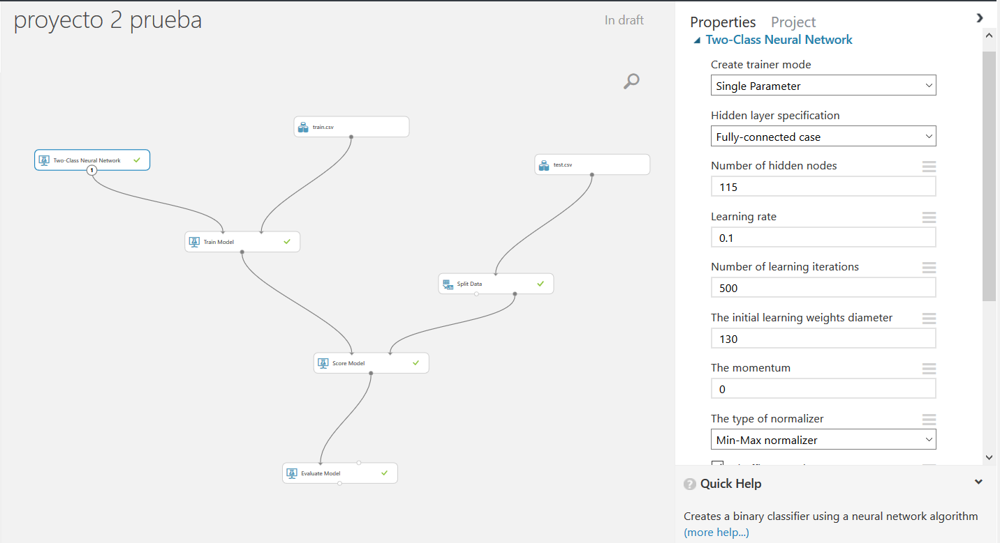 proyecto 2 prueba
In draft
train.csv
Two-Class Neural Network
1
test.csv
Train Model
Split Data
Score Model
Evaluate Model
Properties Project
Two-Class Neural Network
Create trainer mode
Single Parameter
Hidden layer specification
Fully-connected case
Number of hidden nodes
115
Learning rate
0.1
Number of learning iterations
500
The initial learning weights diameter
130
The momentum
0
The type of normalizer
Min-Max normalizer
? Quick Help
Creates a binary classifier using a neural network algorithm
(more help...)